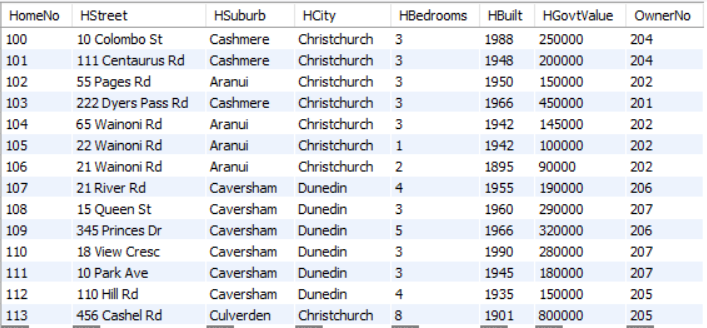 HomeNo HStreet HSuburb HCity HBedrooms HBuilt HGovtValue OwnerNo
100 10 Colombo St Cashmere Christchurch 3 1988 250000 204
101 111 Centaurus Rd Cashmere Christchurch 3 1948 200000 204
102 55 Pages Rd Aranui Christchurch 3 1950 150000 202
103 222 Dyers Pass Rd Cashmere Christchurch 3 1966 450000 201
104 65 Wainoni Rd Aranui Christchurch 3 1942 145000 202
105 22 Wainoni Rd Aranui Christchurch 1 1942 100000 202
106 21 Wainoni Rd Aranui Christchurch 2 1895 90000 202
107 21 River Rd Caversham Dunedin 4 1955 190000 206
108 15 Queen St Caversham Dunedin 3 1960 290000 207
109 345 Princes Dr Caversham Dunedin 5 1966 320000 206
110 18 View Cresc Caversham Dunedin 3 1990 280000 207
111 10 Park Ave Caversham Dunedin 3 1945 180000 207
112 110 Hill Rd Caversham Dunedin 4 1935 150000 205
113 456 Cashel Rd Culverden Christchurch 8 1901 800000 205